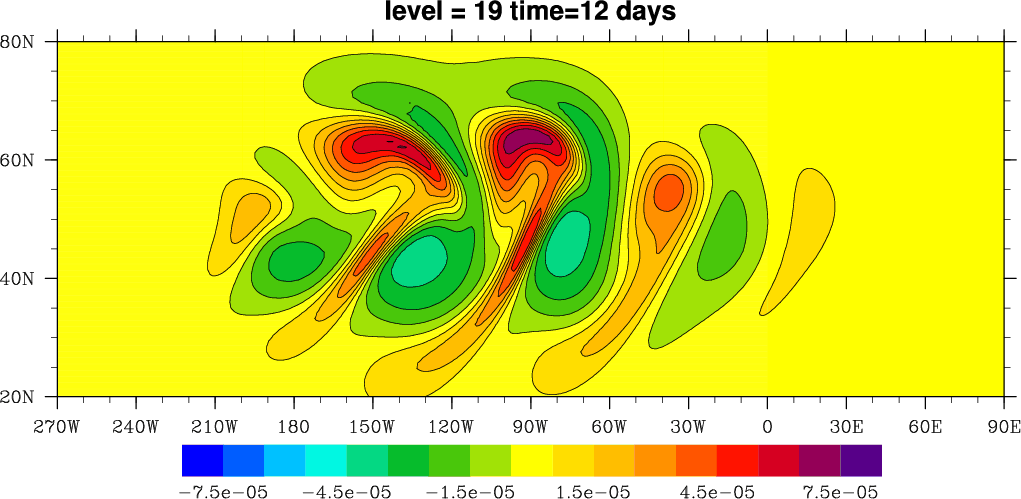 level = 19 time=12 days
80N
60N
40N
20N
270W 240W 210W 180 150W 120W 90W 60W 30W 0 30E 60E 90E
-7.5e-05 -4.5e-05 -1.5e-05 1.5e-05 4.5e-05 7.5e-05